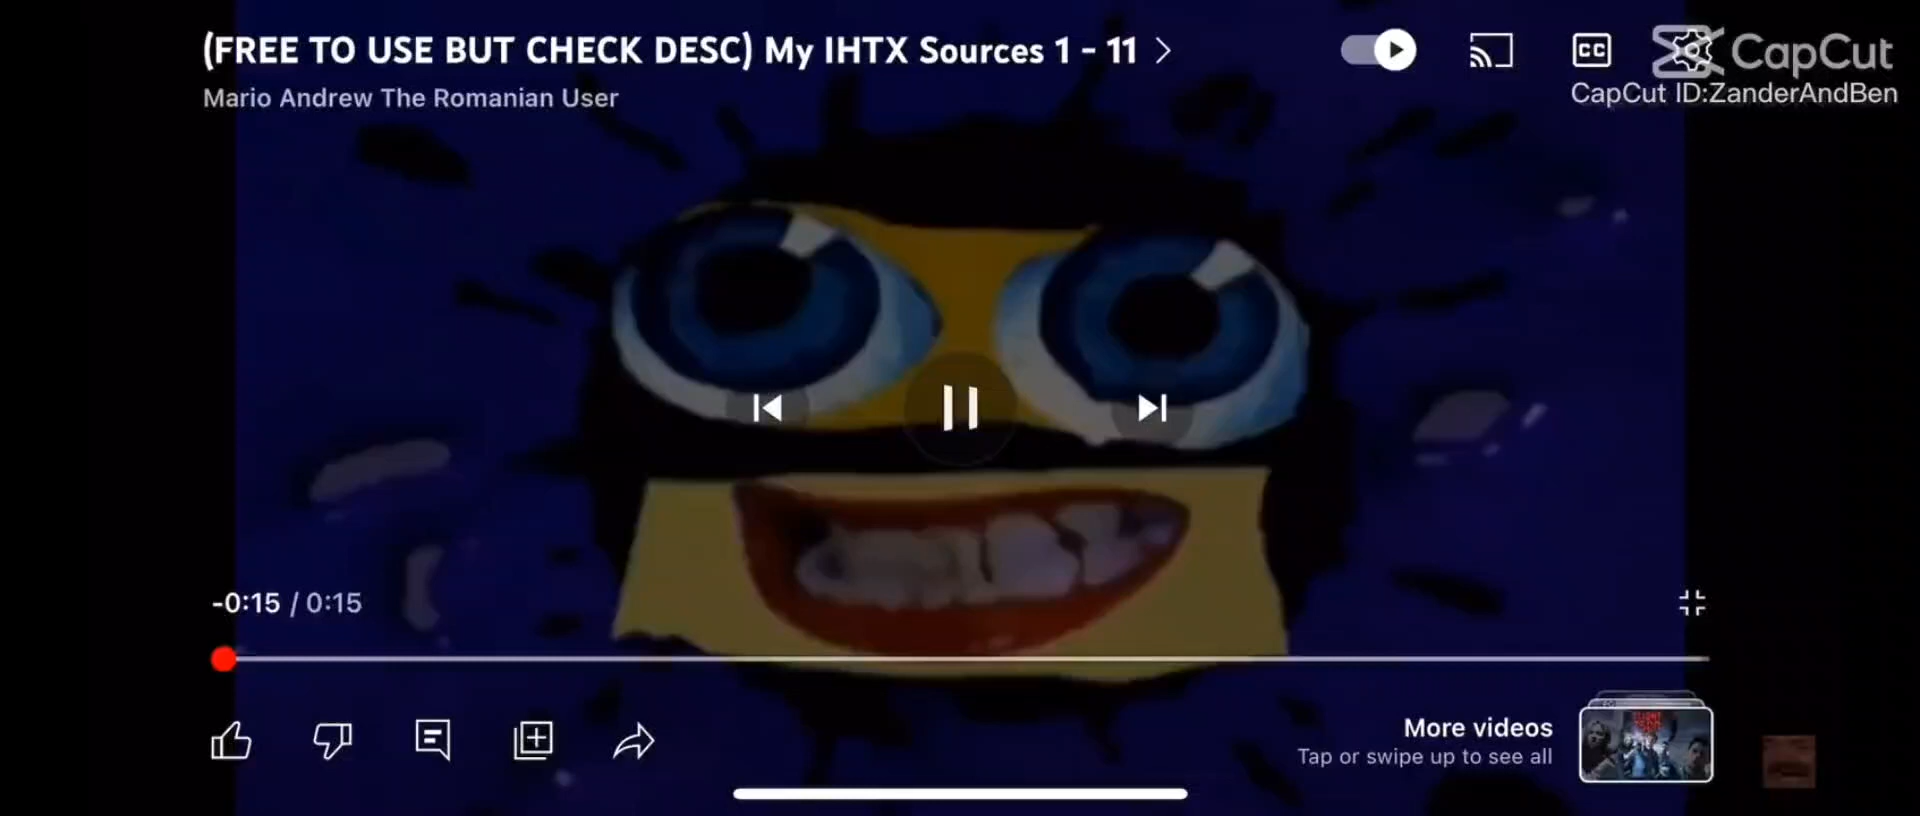 (FREE TO USE BUT CHECK DESC) My IHTX Sources 1 - 11
Mario Andrew The Romanian User
CC
CapCut
CapCut ID:ZanderAndBen
-0:15 / 0:15
More videos
Tap or swipe up to see all